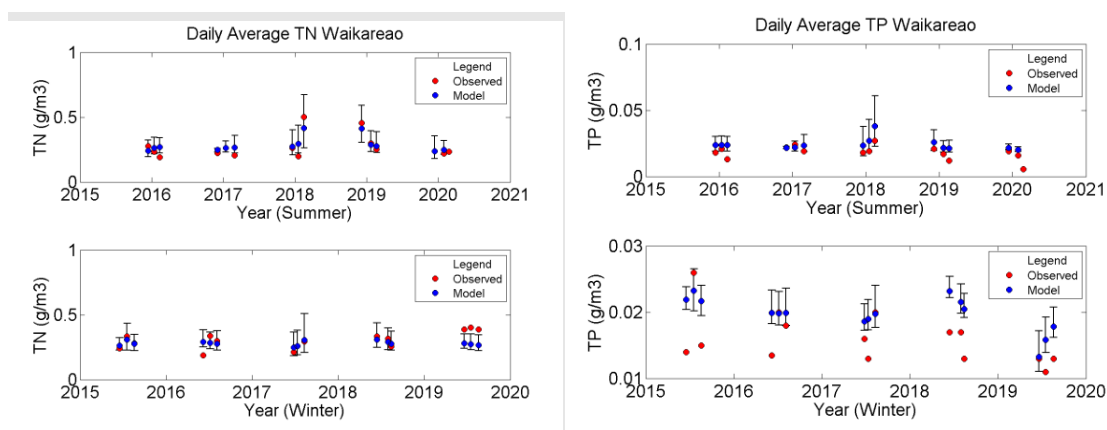 Daily Average TN Waikareao
1
0.5
0
TN (g/m3)
Legend
Observed
Model
2015 2016 2017 2018 2019 2020 2021
Year (Summer)
1
0.5
0
TN (g/m3)
Legend
Observed
Model
2015 2016 2017 2018 2019 2020
Year (Winter)
Daily Average TP Waikareao
0.1
0.05
0
TP (g/m3)
Legend
Observed
Model
2015 2016 2017 2018 2019 2020 2021
Year (Summer)
0.03
0.02
0.01
TP (g/m3)
Legend
Observed
Model
2015 2016 2017 2018 2019 2020
Year (Winter)